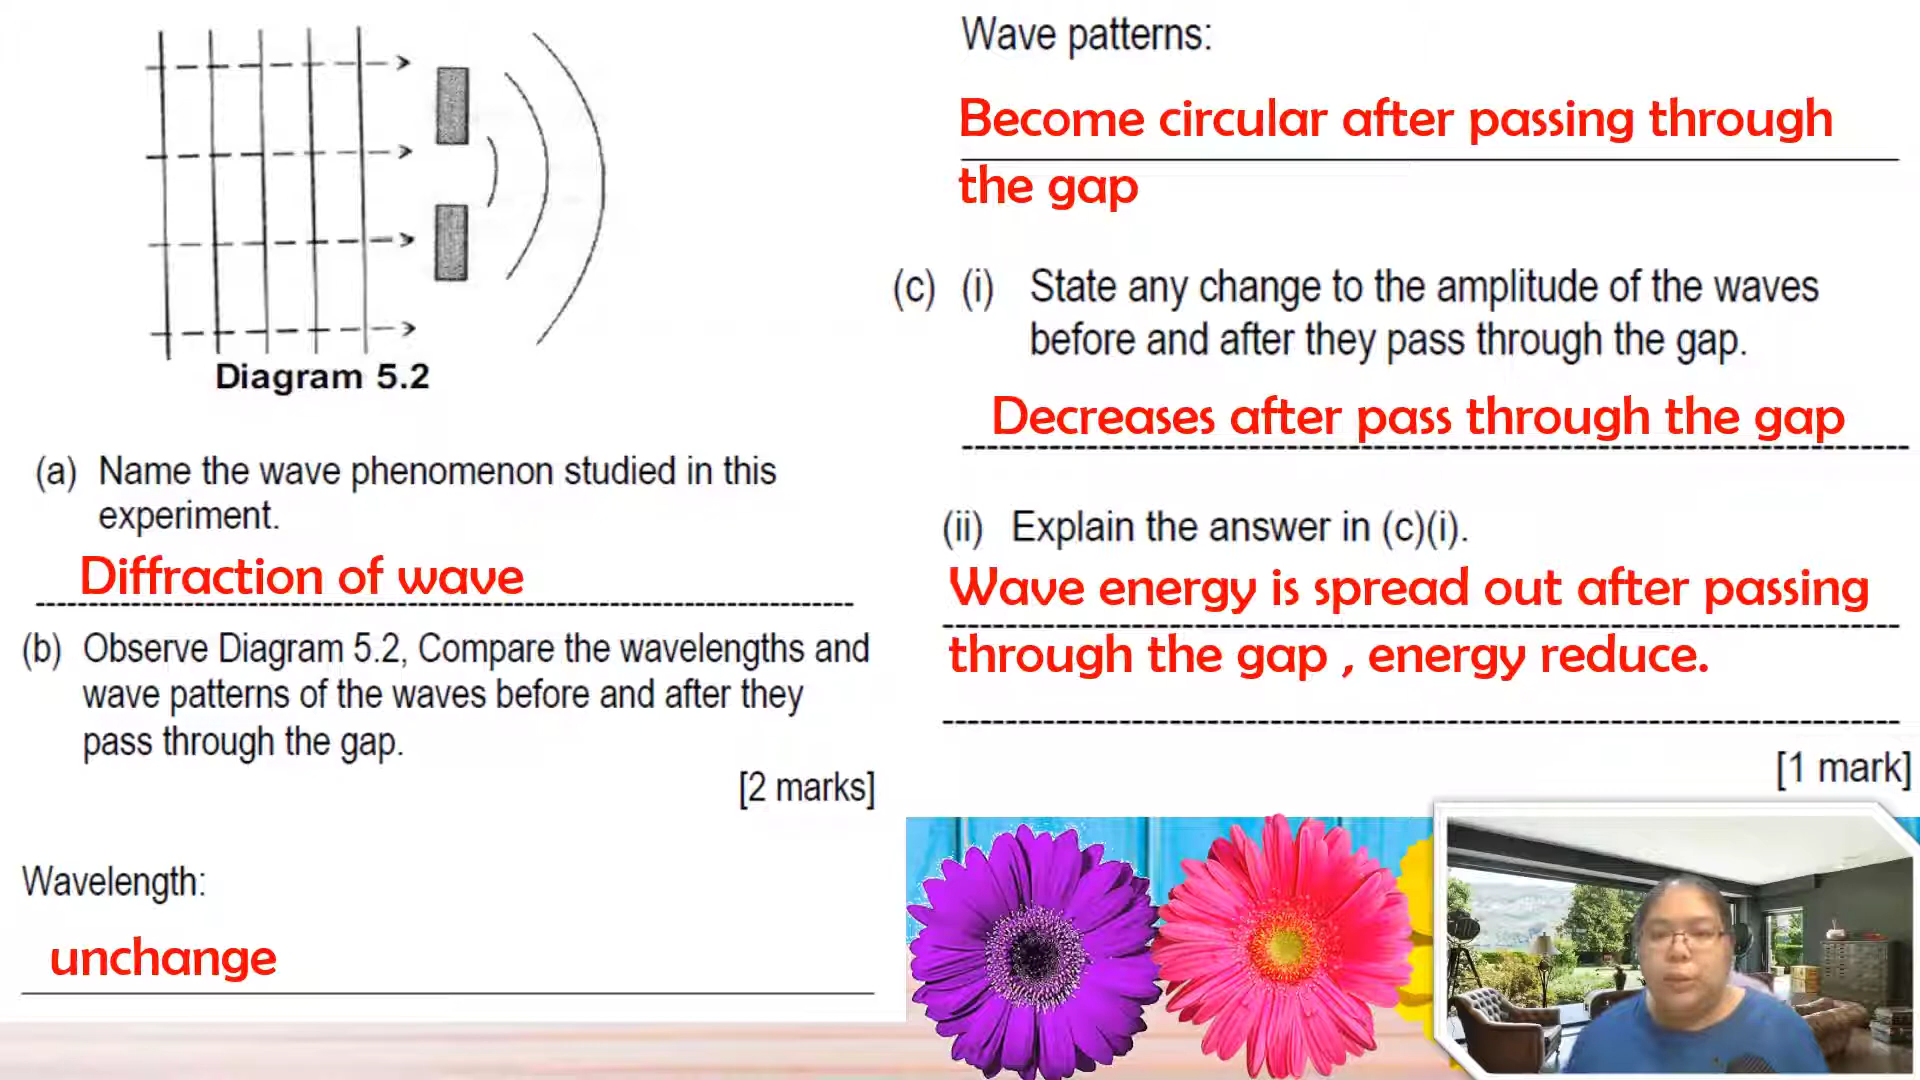 Diagram 5.2
(a) Name the wave phenomenon studied in this
experiment.
Diffraction of wave
(b) Observe Diagram 5.2, Compare the wavelengths and
wave patterns of the waves before and after they
pass through the gap.
[2 marks]
Wavelength:
unchange
Wave patterns:
Become circular after passing through
the gap
(c) (i) State any change to the amplitude of the waves
before and after they pass through the gap.
Decreases after pass through the gap
(ii) Explain the answer in (c)(i).
Wave energy is spread out after passing
through the gap , energy reduce.
[1 mark]